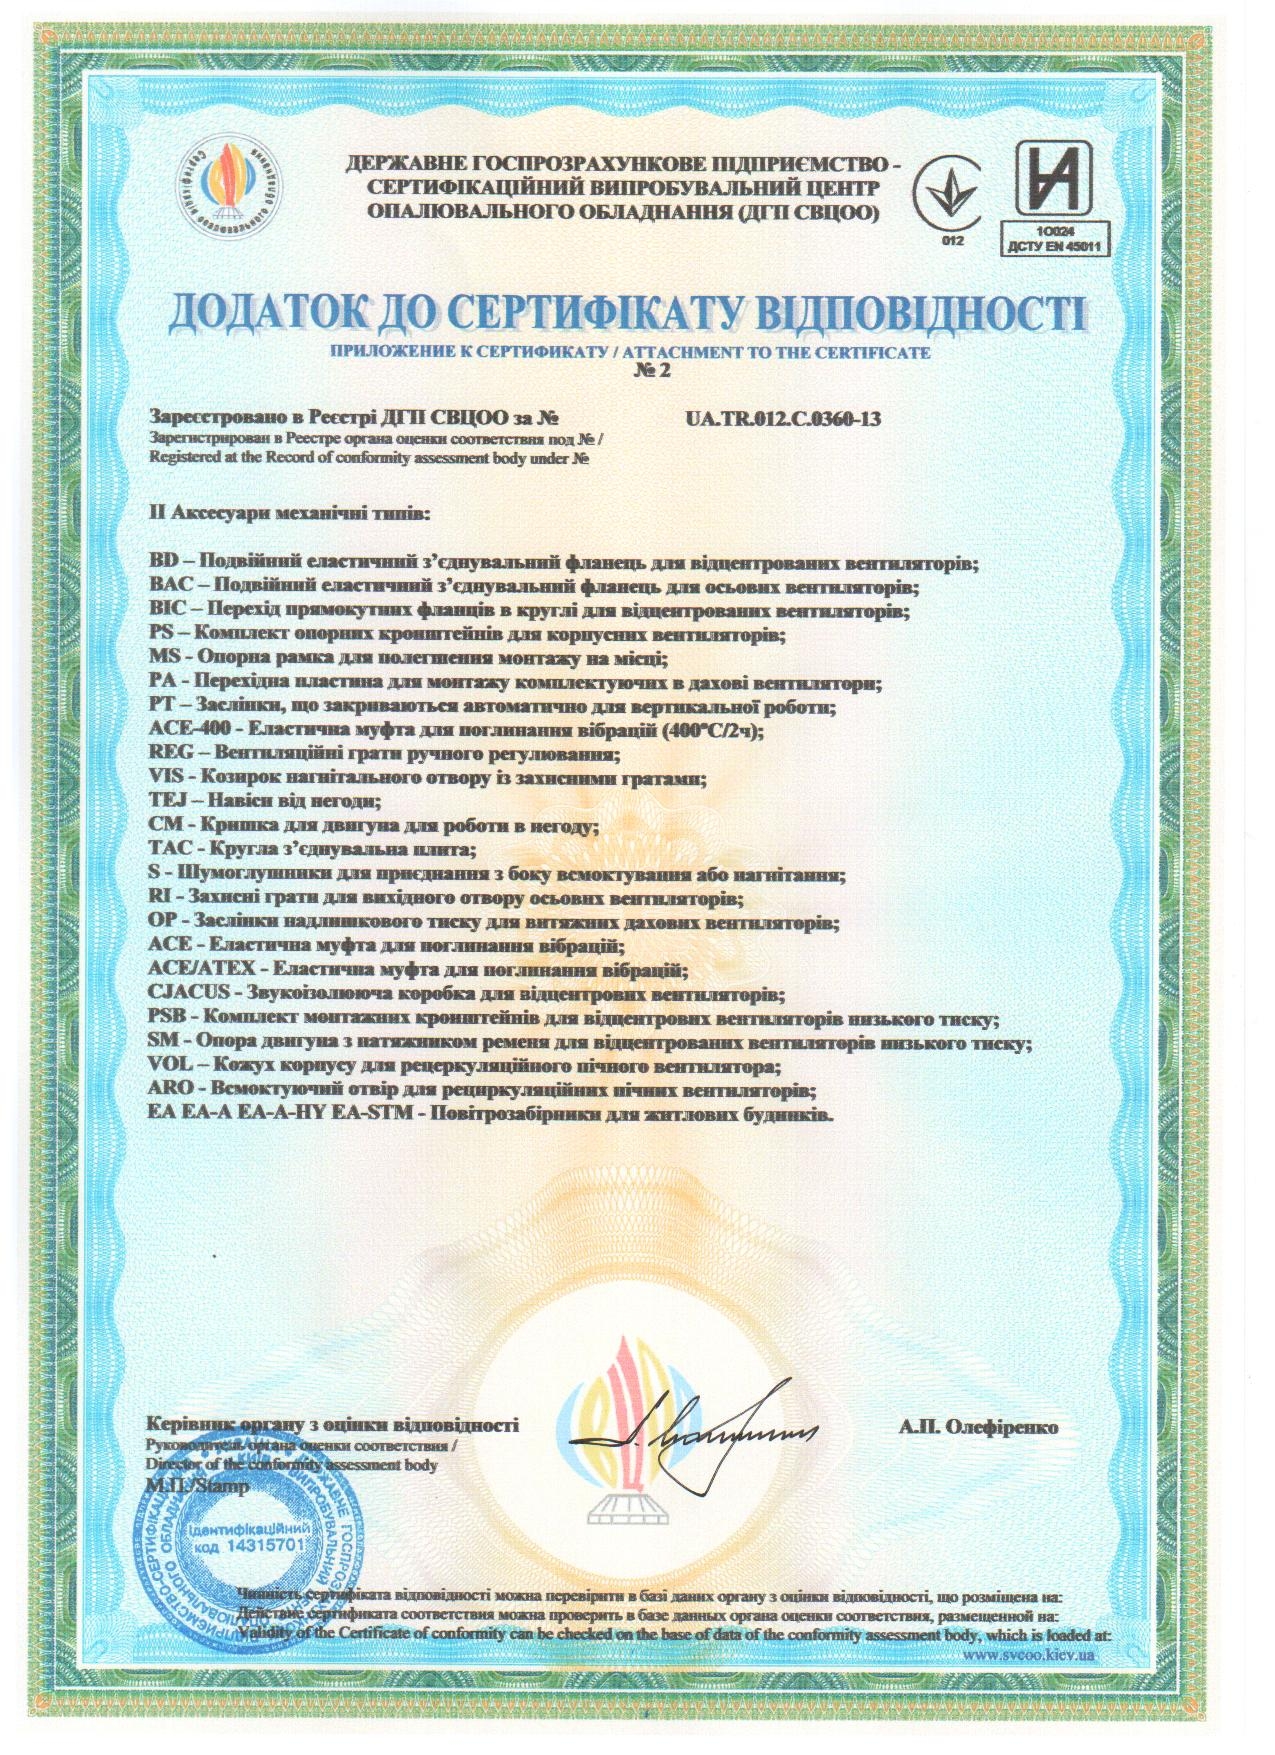 ДЕРЖАВНЕ ГОСПРОЗРАХУНКОВЕ ПІДПРИЄМСТВО -
СЕРТИФІКАЦІЙНИЙ ВИПРОБУВАЛЬНИЙ ЦЕНТР
ОПАЛЮВАЛЬНОГО ОБЛАДНАННЯ (ДГП СВЦОО)
012
1О024
ДСТУ EN 45011
ДОДАТОК ДО СЕРТИФІКАТУ ВІДПОВІДНОСТІ
ПРИЛОЖЕНИЕ К СЕРТИФИКАТУ / ATTACHMENT TO THE CERTIFICATE
№ 2
Зареєстровано в Реєстрі ДГП СВЦОО за № UA.TR.012.C.0360-13
Зарегистрирован в Реестре органа оценки соответствия под № /
Registered at the Record of conformity assessment body under №
II Аксесуари механічні типів:
BD – Подвійний еластичний з’єднувальний фланець для відцентрованих вентиляторів;
BAC – Подвійний еластичний з’єднувальний фланець для осьових вентиляторів;
BIC – Перехід прямокутних фланців в круглі для відцентрованих вентиляторів;
PS – Комплект опорних кронштейнів для корпусних вентиляторів;
MS - Опорна рамка для полегшення монтажу на місці;
PA - Перехідна пластина для монтажу комплектуючих в дахові вентилятори;
PT – Заслінки, що закриваються автоматично для вертикальної роботи;
ACE-400 - Еластична муфта для поглинання вібрацій (400ºС/2ч);
REG – Вентиляційні грати ручного регулювання;
VIS - Козирок нагнітального отвору із захисними гратами;
TEJ – Навіси від негоди;
CM - Кришка для двигуна для роботи в негоду;
TAC - Кругла з’єднувальна плита;
S - Шумоглушники для приєднання з боку всмоктування або нагнітання;
RI - Захисні грати для вихідного отвору осьових вентиляторів;
OP - Заслінки надлишкового тиску для витяжних дахових вентиляторів;
ACE - Еластична муфта для поглинання вібрацій;
ACE/ATEX - Еластична муфта для поглинання вібрацій;
CJACUS - Звукоізолююча коробка для відцентрових вентиляторів;
PSB - Комплект монтажних кронштейнів для відцентрових вентиляторів низького тиску;
SM - Опора двигуна з натяжником ременя для відцентрованих вентиляторів низького тиску;
VOL – Кожух корпусу для рецеркуляційного пічного вентилятора;
ARO - Всмоктуючий отвір для рециркуляційних пічних вентиляторів;
EA EA-A EA-A-HY EA-STM - Повітрозабірники для житлових будинків.
Керівник органу з оцінки відповідності А.П. Олефіренко
Руководитель органа оценки соответствия /
Director of the conformity assessment body
М.П./Stamp
Ідентифікаційний
код 14315701
Чинність сертифіката відповідності можна перевірити в базі даних органу з оцінки відповідності, що розміщена на:
Действие сертификата соответствия можна проверить в базе данных органа оценки соответствия, размещенной на:
Validity of the Certificate of conformity can be checked on the base of data of the conformity assessment body, which is loaded at:
www.svcoo.kiev.ua